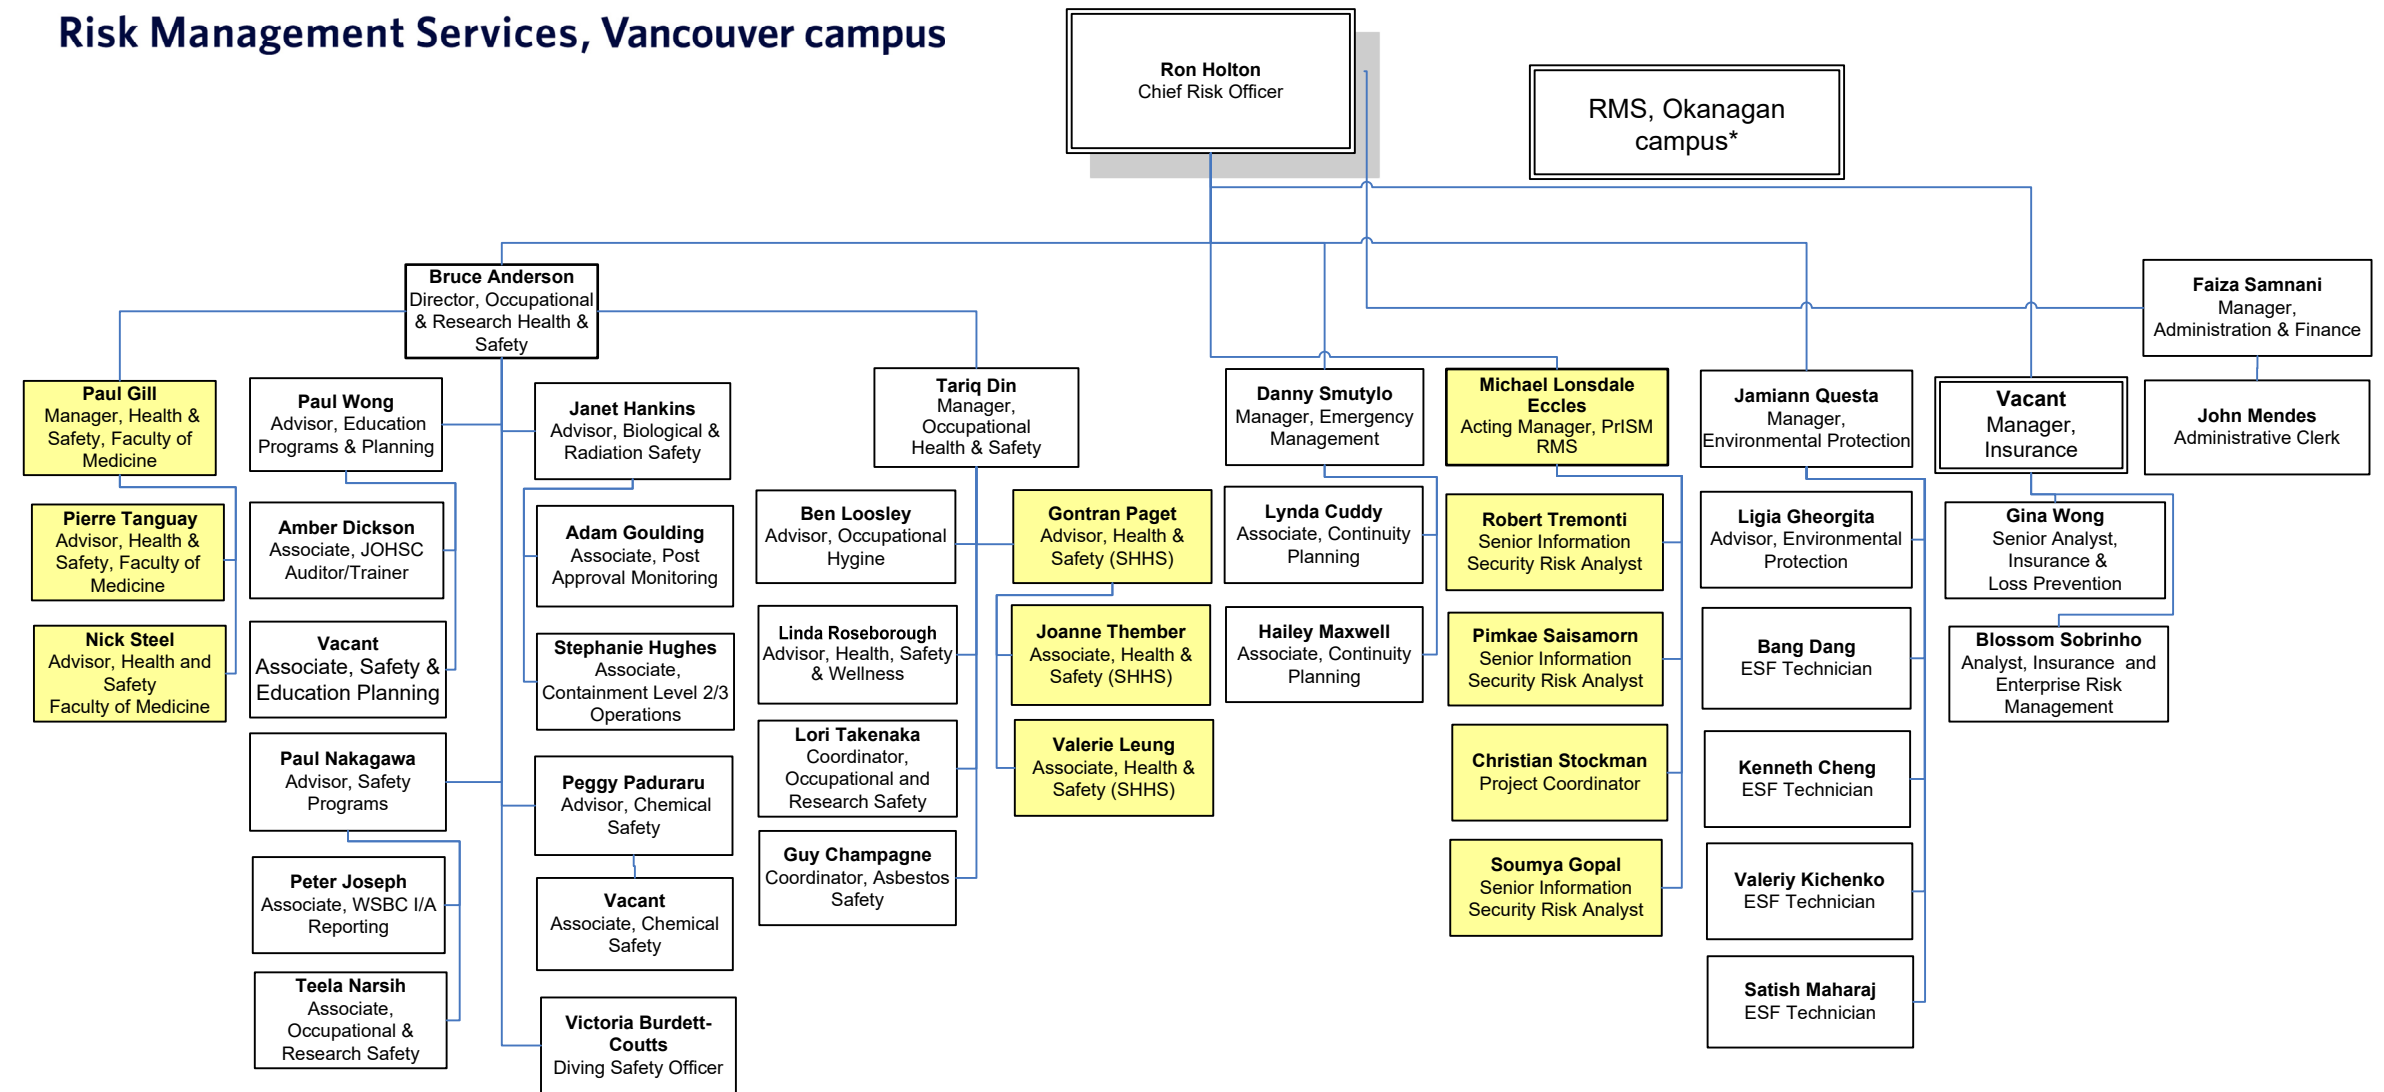 Risk Management Services, Vancouver campus
Ron Holton
Chief Risk Officer
RMS, Okanagan
campus*
Bruce Anderson
Director, Occupational
& Research Health &
Safety
Faiza Samnani
Manager,
Administration & Finance
John Mendes
Administrative Clerk
Paul Gill
Manager, Health &
Safety, Faculty of
Medicine
Pierre Tanguay
Advisor, Health &
Safety, Faculty of
Medicine
Nick Steel
Advisor, Health and
Safety
Faculty of Medicine
Paul Wong
Advisor, Education
Programs & Planning
Amber Dickson
Associate, JOHSC
Auditor/Trainer
Vacant
Associate, Safety &
Education Planning
Paul Nakagawa
Advisor, Safety
Programs
Peter Joseph
Associate, WSBC I/A
Reporting
Teela Narsih
Associate,
Occupational &
Research Safety
Janet Hankins
Advisor, Biological &
Radiation Safety
Adam Goulding
Associate, Post
Approval Monitoring
Stephanie Hughes
Associate,
Containment Level 2/3
Operations
Peggy Paduraru
Advisor, Chemical
Safety
Vacant
Associate, Chemical
Safety
Victoria Burdett-
Coutts
Diving Safety Officer
Tariq Din
Manager,
Occupational
Health & Safety
Ben Loosley
Advisor, Occupational
Hygine
Linda Roseborough
Advisor, Health, Safety
& Wellness
Lori Takenaka
Coordinator,
Occupational and
Research Safety
Guy Champagne
Coordinator, Asbestos
Safety
Gontran Paget
Advisor, Health &
Safety (SHHS)
Joanne Thember
Associate, Health &
Safety (SHHS)
Valerie Leung
Associate, Health &
Safety (SHHS)
Danny Smutylo
Manager, Emergency
Management
Lynda Cuddy
Associate, Continuity
Planning
Hailey Maxwell
Associate, Continuity
Planning
Michael Lonsdale
Eccles
Acting Manager, PrISM
RMS
Robert Tremonti
Senior Information
Security Risk Analyst
Pimkae Saisamorn
Senior Information
Security Risk Analyst
Christian Stockman
Project Coordinator
Soumya Gopal
Senior Information
Security Risk Analyst
Jamiann Questa
Manager,
Environmental Protection
Ligia Gheorgita
Advisor, Environmental
Protection
Bang Dang
ESF Technician
Kenneth Cheng
ESF Technician
Valeriy Kichenko
ESF Technician
Satish Maharaj
ESF Technician
Vacant
Manager,
Insurance
Gina Wong
Senior Analyst,
Insurance &
Loss Prevention
Blossom Sobrinho
Analyst, Insurance  and
Enterprise Risk
Management